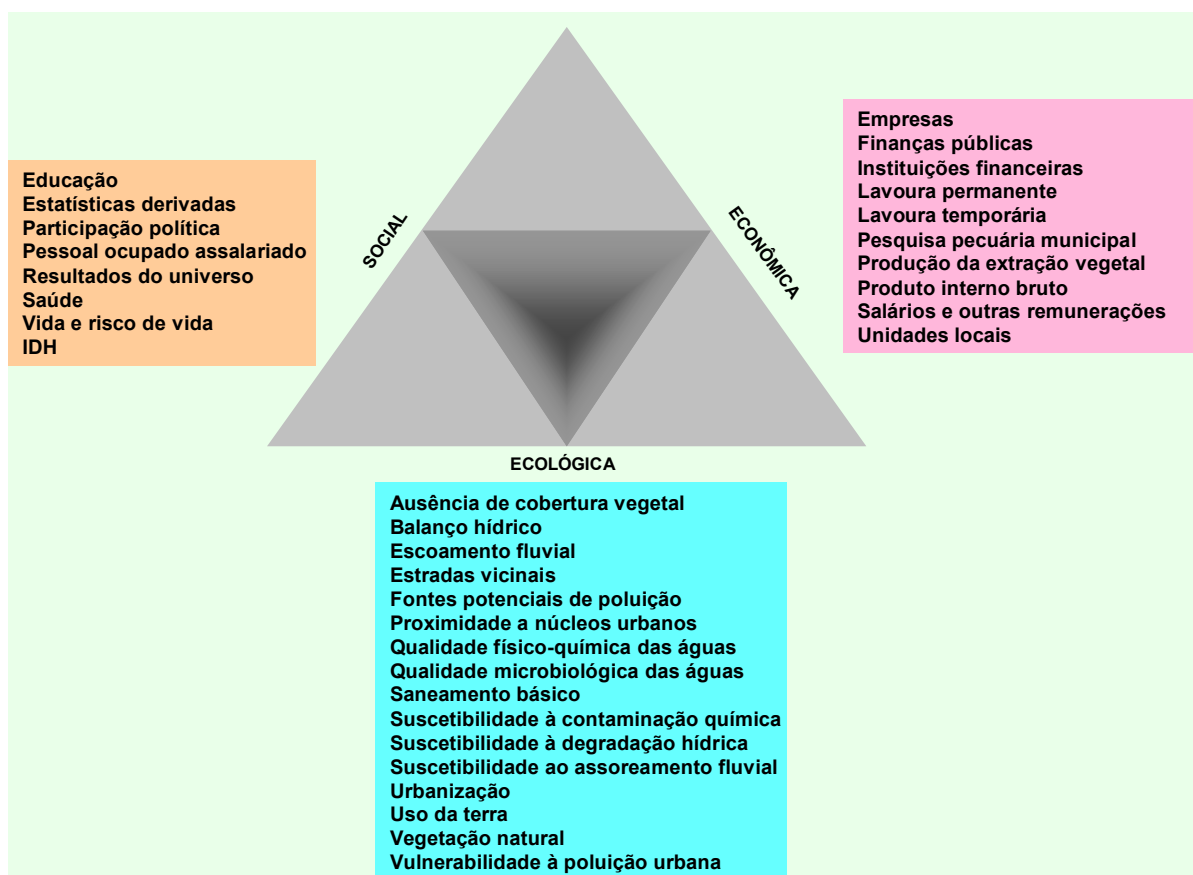 Educação
Estatísticas derivadas
Participação política
Pessoal ocupado assalariado
Resultados do universo
Saúde
Vida e risco de vida
IDH
SOCIAL
ECONÔMICA
Empresas
Finanças públicas
Instituições financeiras
Lavoura permanente
Lavoura temporária
Pesquisa pecuária municipal
Produção da extração vegetal
Produto interno bruto
Salários e outras remunerações
Unidades locais
ECOLÓGICA
Ausência de cobertura vegetal
Balanço hídrico
Escoamento fluvial
Estradas vicinais
Fontes potenciais de poluição
Proximidade a núcleos urbanos
Qualidade físico-química das águas
Qualidade microbiológica das águas
Saneamento básico
Suscetibilidade à contaminação química
Suscetibilidade à degradação hídrica
Suscetibilidade ao assoreamento fluvial
Urbanização
Uso da terra
Vegetação natural
Vulnerabilidade à poluição urbana